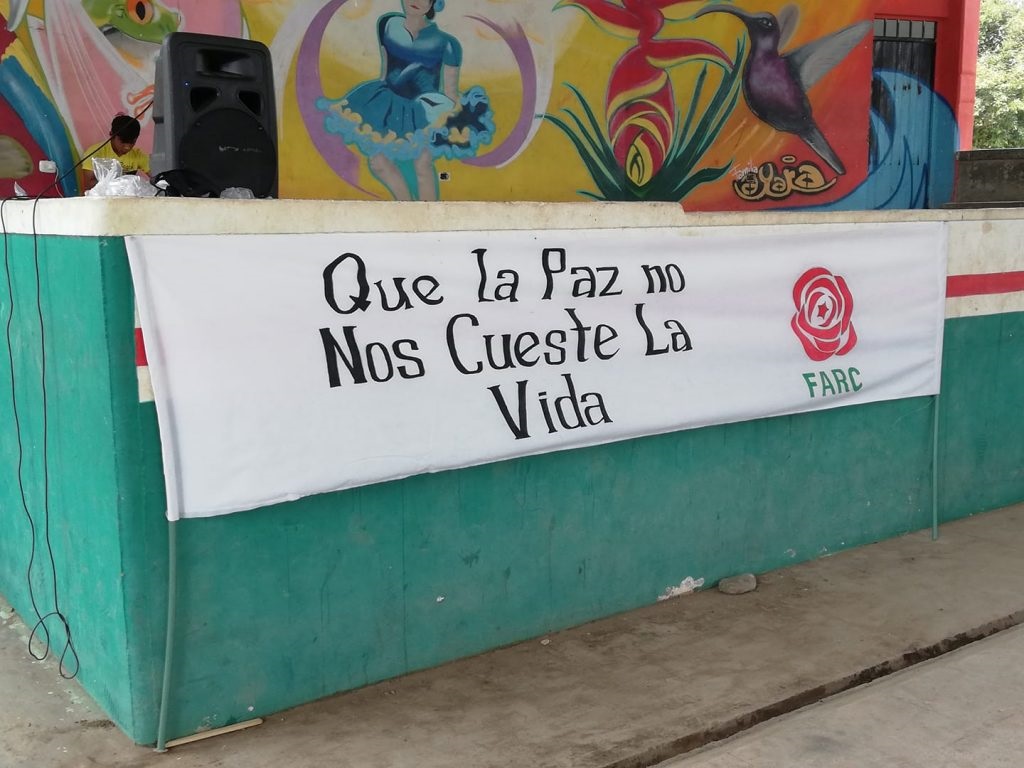 Que la Paz no
Nos Cueste La
Vida
FARC